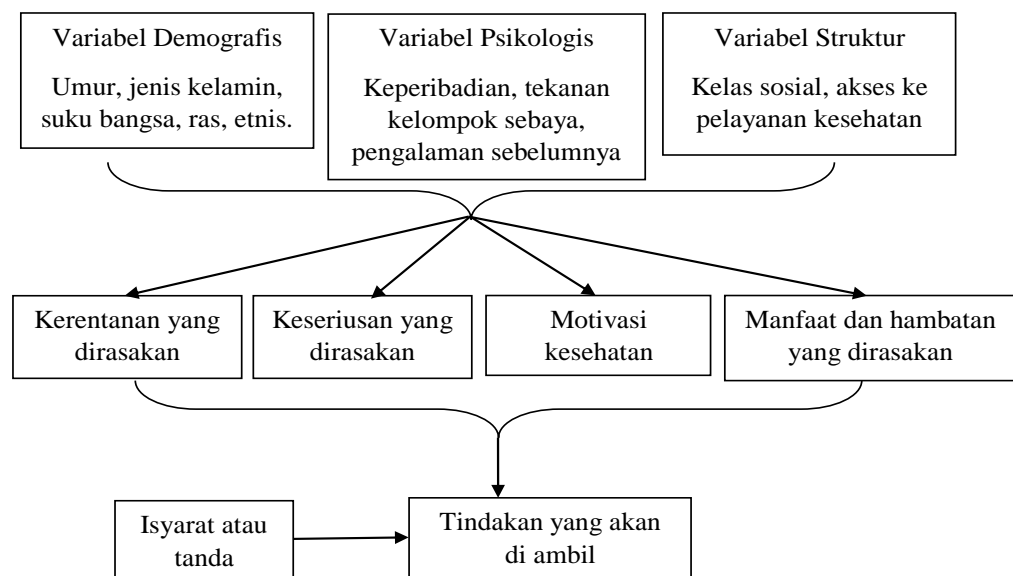 Variabel Demografis
Umur, jenis kelamin,
suku bangsa, ras, etnis.
Variabel Psikologis
Keperibadian, tekanan
kelompok sebaya,
pengalaman sebelumnya
Variabel Struktur
Kelas sosial, akses ke
pelayanan kesehatan
Kerentanan yang
dirasakan
Keseriusan yang
dirasakan
Motivasi
kesehatan
Manfaat dan hambatan
yang dirasakan
Isyarat atau
tanda
Tindakan yang akan
di ambil